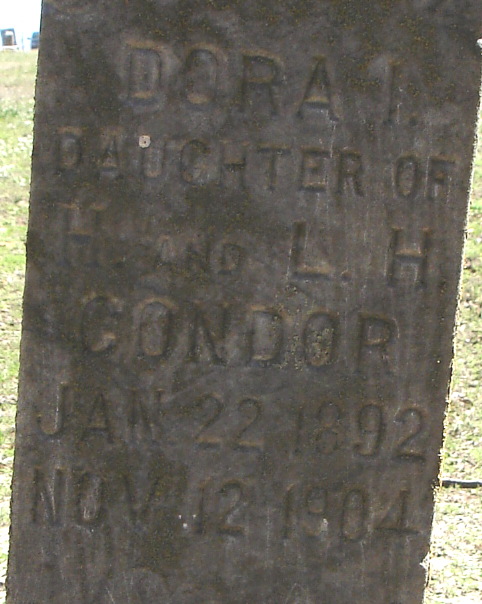 DORA I.
DAUGHTER OF
H. AND L. H.
CONDOR
JAN 22 1892
NOV 12 1904